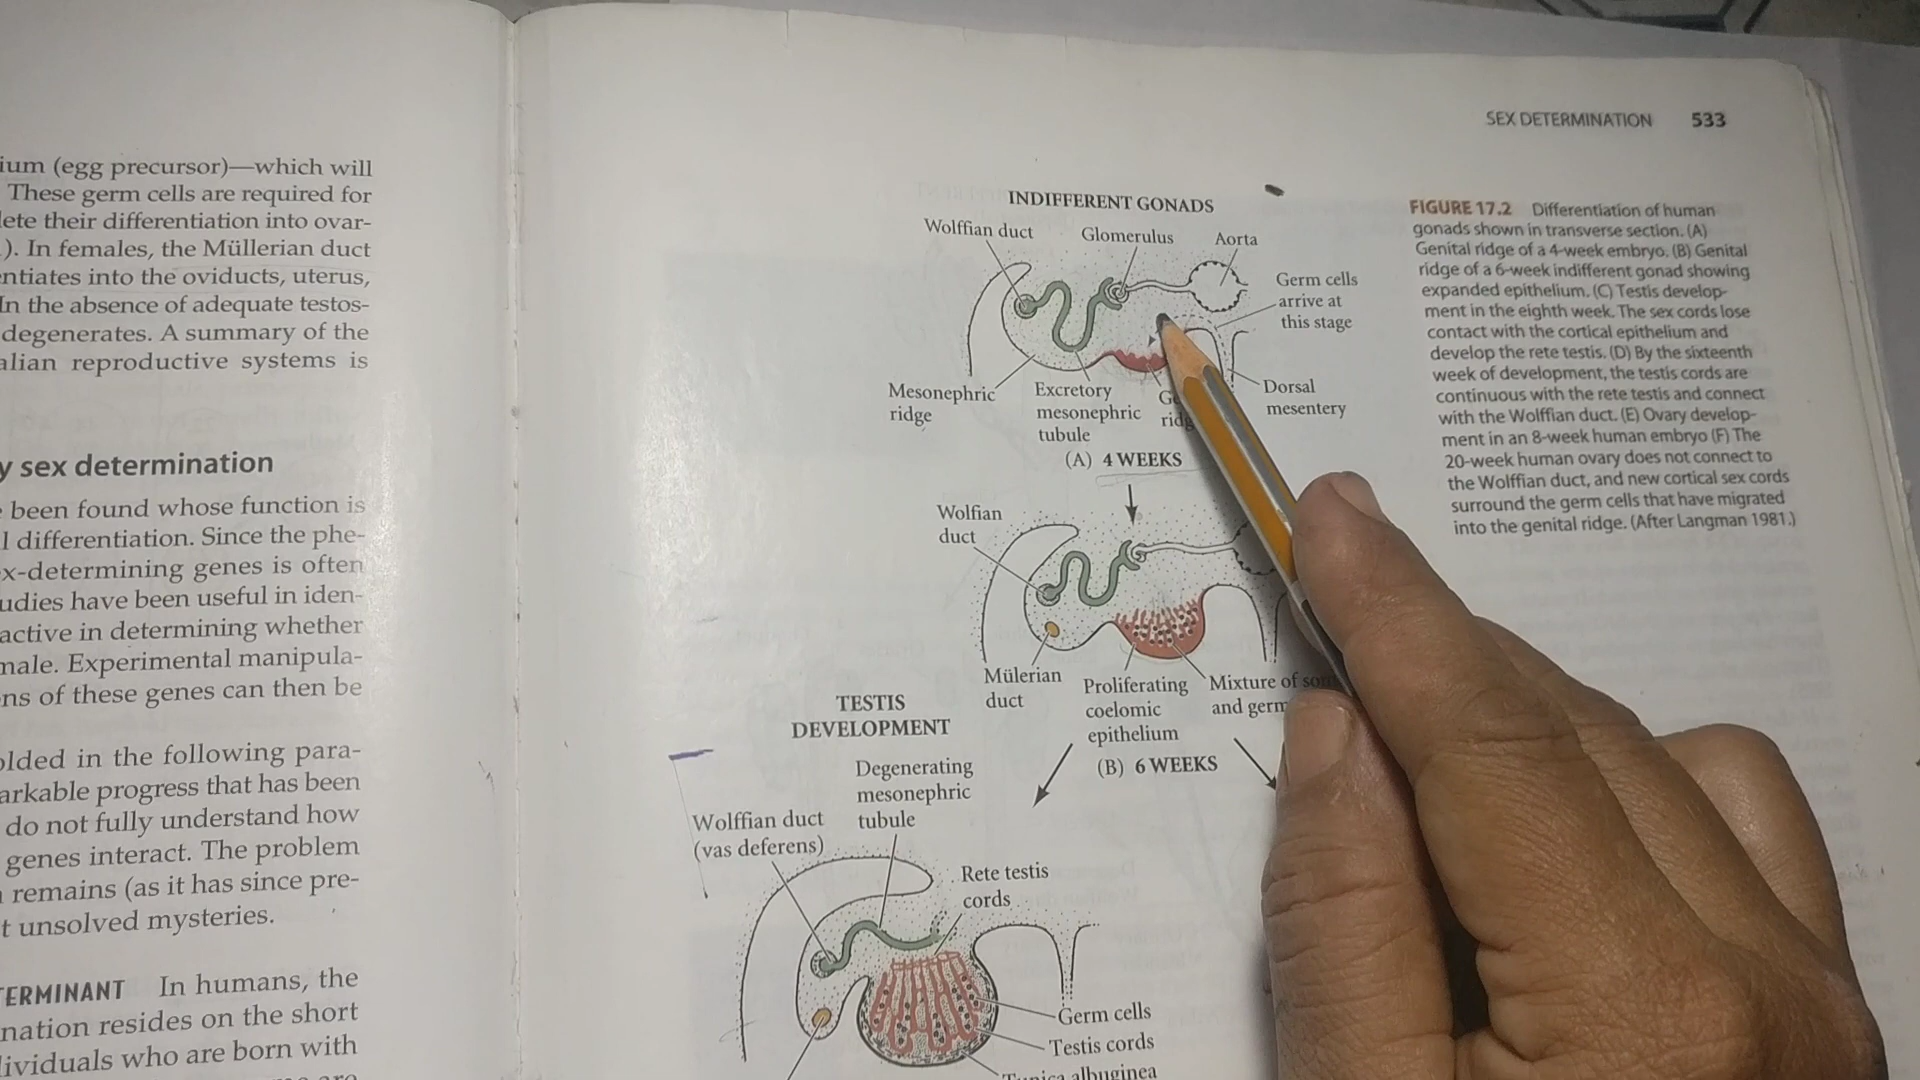 ium (egg precursor)—which will
These germ cells are required for
lete their differentiation into ovar-
). In females, the Müllerian duct
entiates into the oviducts, uterus,
In the absence of adequate testos-
degenerates. A summary of the
alian reproductive systems is
y sex determination
been found whose function is
l differentiation. Since the phe-
x-determining genes is often
udies have been useful in iden-
active in determining whether
male. Experimental manipula-
ns of these genes can then be
olded in the following para-
arkable progress that has been
do not fully understand how
genes interact. The problem
remains (as it has since pre-
t unsolved mysteries.
TERMINANT In humans, the
nation resides on the short
dividuals who are born with
SEX DETERMINATION 533
INDIFFERENT GONADS
Wolffian duct
Glomerulus
Aorta
Germ cells
arrive at
this stage
Mesonephric
ridge
Excretory
mesonephric
tubule
Ge
ridg
Dorsal
mesentery
(A) 4 WEEKS
Wolfian
duct
Mülerian
duct
Proliferating
coelomic
epithelium
Mixture of som
and germ
(B) 6 WEEKS
TESTIS
DEVELOPMENT
Wolffian duct
(vas deferens)
Degenerating
mesonephric
tubule
Rete testis
cords
Germ cells
Testis cords
Tunica albuginea
FIGURE 17.2 Differentiation of human
gonads shown in transverse section. (A)
Genital ridge of a 4-week embryo. (B) Genital
ridge of a 6-week indifferent gonad showing
expanded epithelium. (C) Testis develop-
ment in the eighth week. The sex cords lose
contact with the cortical epithelium and
develop the rete testis. (D) By the sixteenth
week of development, the testis cords are
continuous with the rete testis and connect
with the Wolffian duct. (E) Ovary develop-
ment in an 8-week human embryo (F) The
20-week human ovary does not connect to
the Wolffian duct, and new cortical sex cords
surround the germ cells that have migrated
into the genital ridge. (After Langman 1981.)